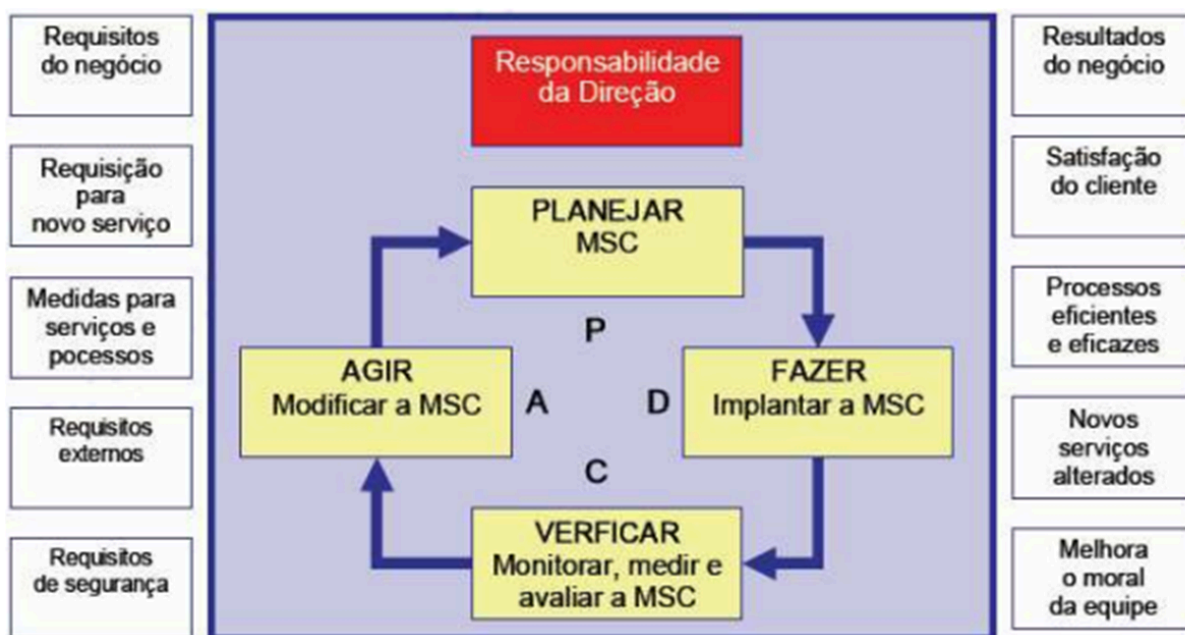 Requisitos
do negócio
Requisição
para
novo serviço
Medidas para
serviços e
pocessos
Requisitos
externos
Requisitos
de segurança
Responsabilidade
da Direção
PLANEJAR
MSC
P
AGIR
Modificar a MSC
A
D
FAZER
Implantar a MSC
C
VERFICAR
Monitorar, medir e
avaliar a MSC
Resultados
do negócio
Satisfação
do cliente
Processos
eficientes
e eficazes
Novos
serviços
alterados
Melhora
o moral
da equipe